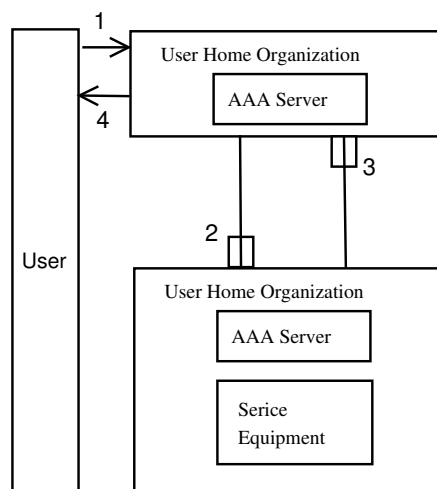 1
User Home Organization
AAA Server
4
3
2
User
User Home Organization
AAA Server
Serice
Equipment